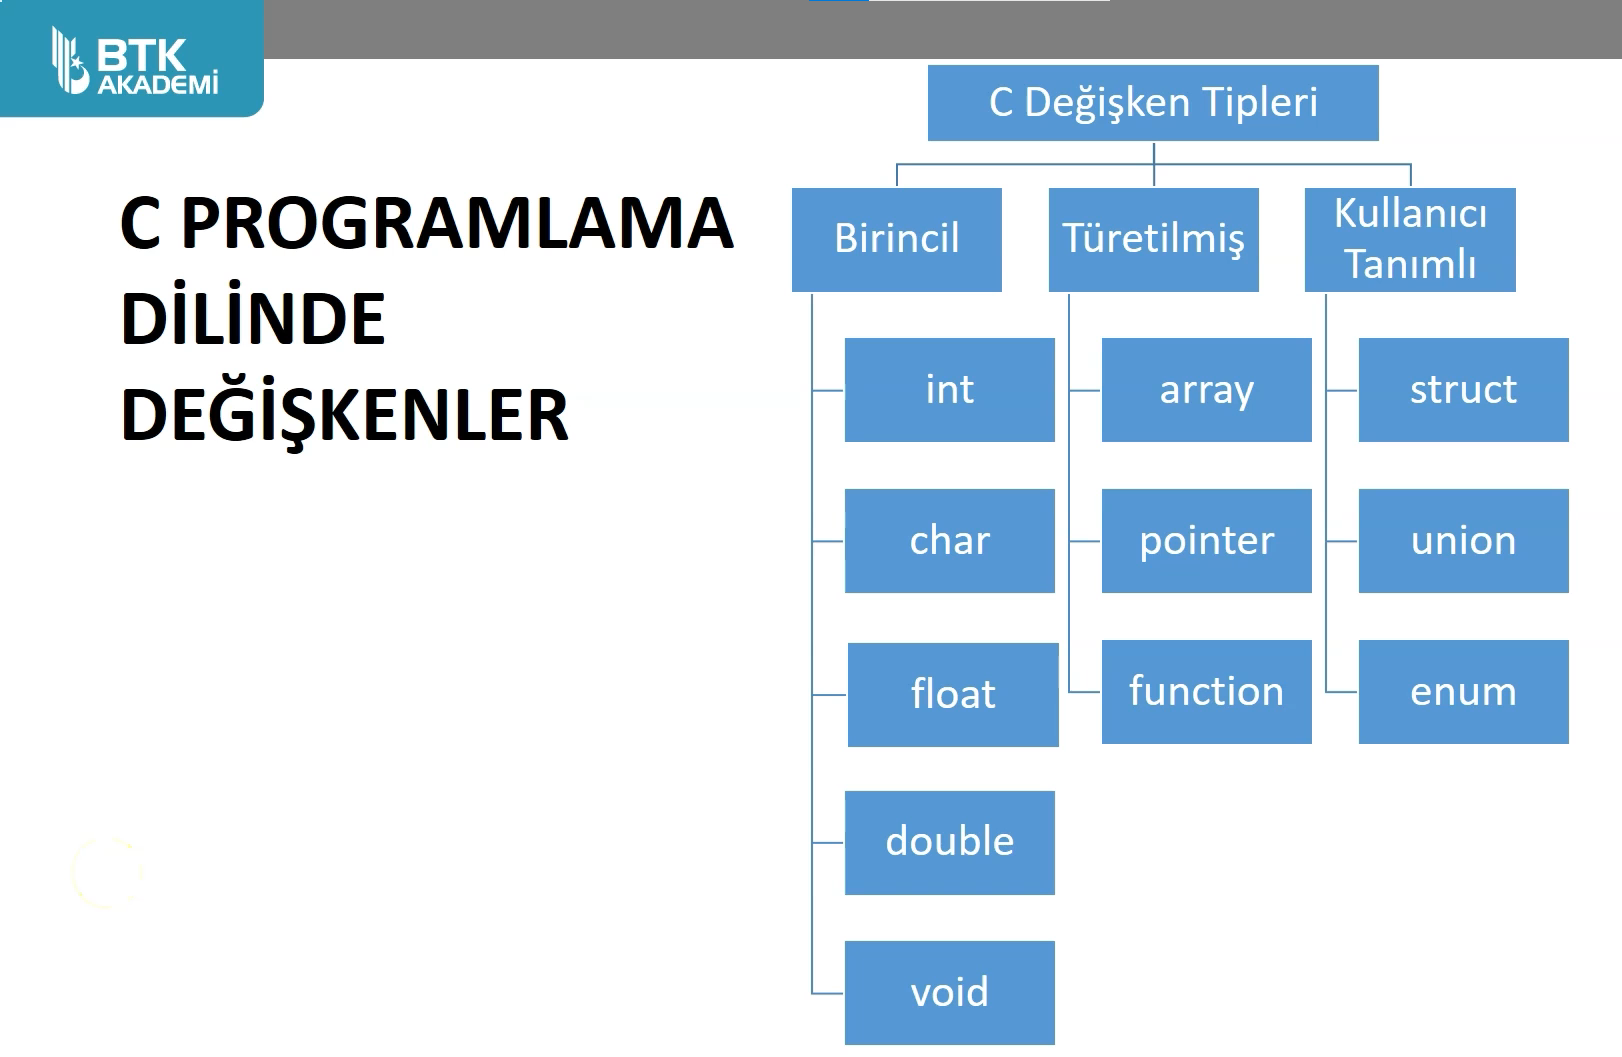 BTK
AKADEMİ
C PROGRAMLAMA
DİLİNDE
DEĞİŞKENLER
C Değişken Tipleri
Birincil
int
char
float
double
void
Türetilmiş
array
pointer
function
Kullanıcı
Tanımlı
struct
union
enum